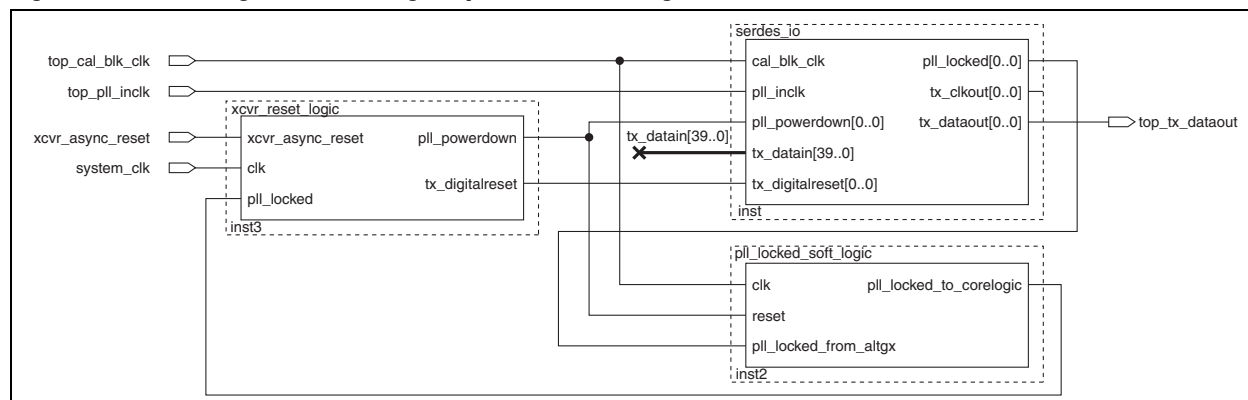 top_cal_blk_clk
top_pll_inclk
xcvr_async_reset
system_clk
xcvr_reset_logic
xcvr_async_reset
pll_powerdown
clk
tx_digitalreset
pll_locked
inst3
serdes_io
cal_blk_clk
pll_locked[0..0]
pll_inclk
tx_clkout[0..0]
pll_powerdown[0..0]
tx_dataout[0..0]
top_tx_dataout
tx_datain[39..0]
tx_datain[39..0]
tx_digitalreset[0..0]
inst
pll_locked_soft_logic
clk
pll_locked_to_corelogic
reset
pll_locked_from_altgx
inst2